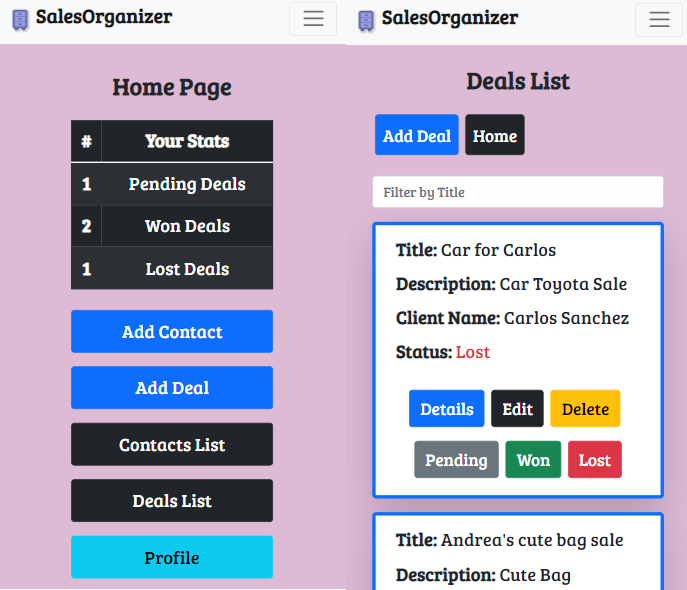 SalesOrganizer
Home Page
# Your Stats
1 Pending Deals
2 Won Deals
1 Lost Deals
Add Contact
Add Deal
Contacts List
Deals List
Profile
SalesOrganizer
Deals List
Add Deal Home
Filter by Title
Title: Car for Carlos
Description: Car Toyota Sale
Client Name: Carlos Sanchez
Status: Lost
Details Edit Delete
Pending Won Lost
Title: Andrea's cute bag sale
Description: Cute Bag